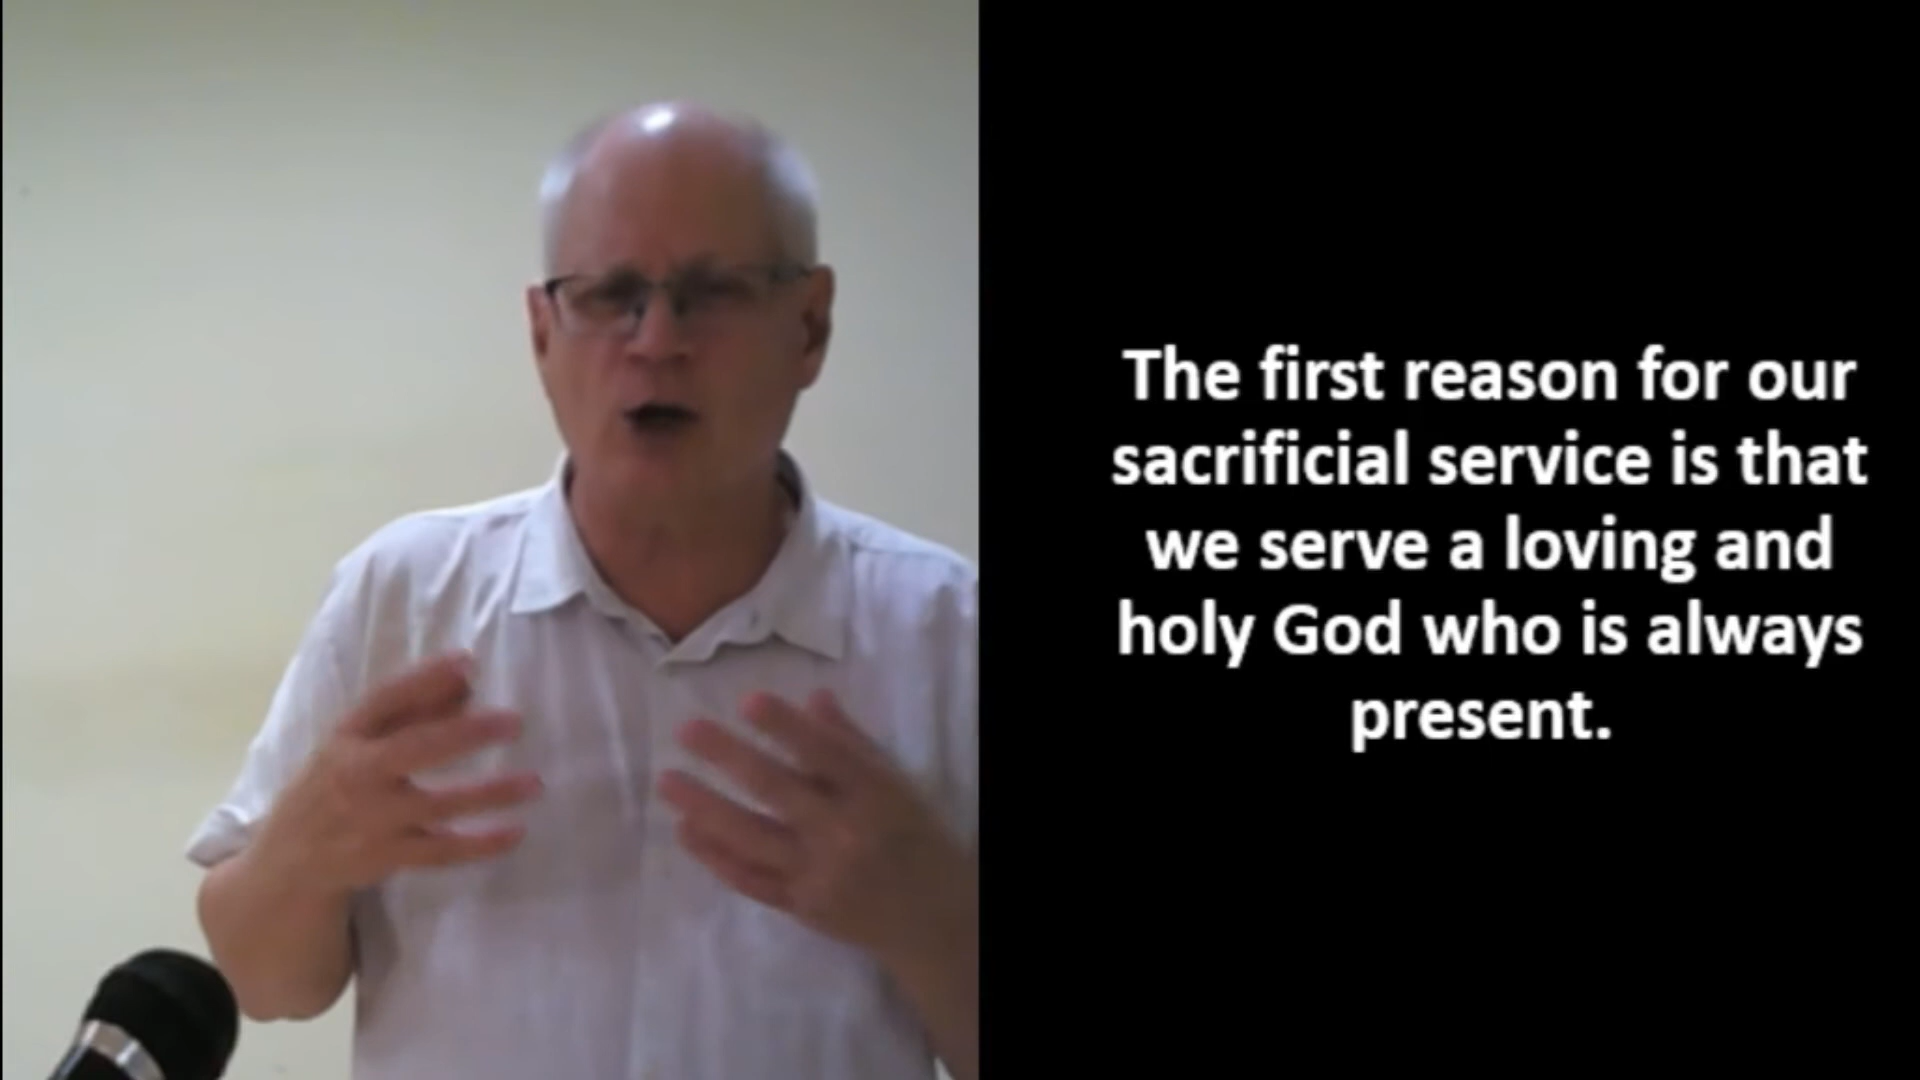 The first reason for our
sacrificial service is that
we serve a loving and
holy God who is always
present.